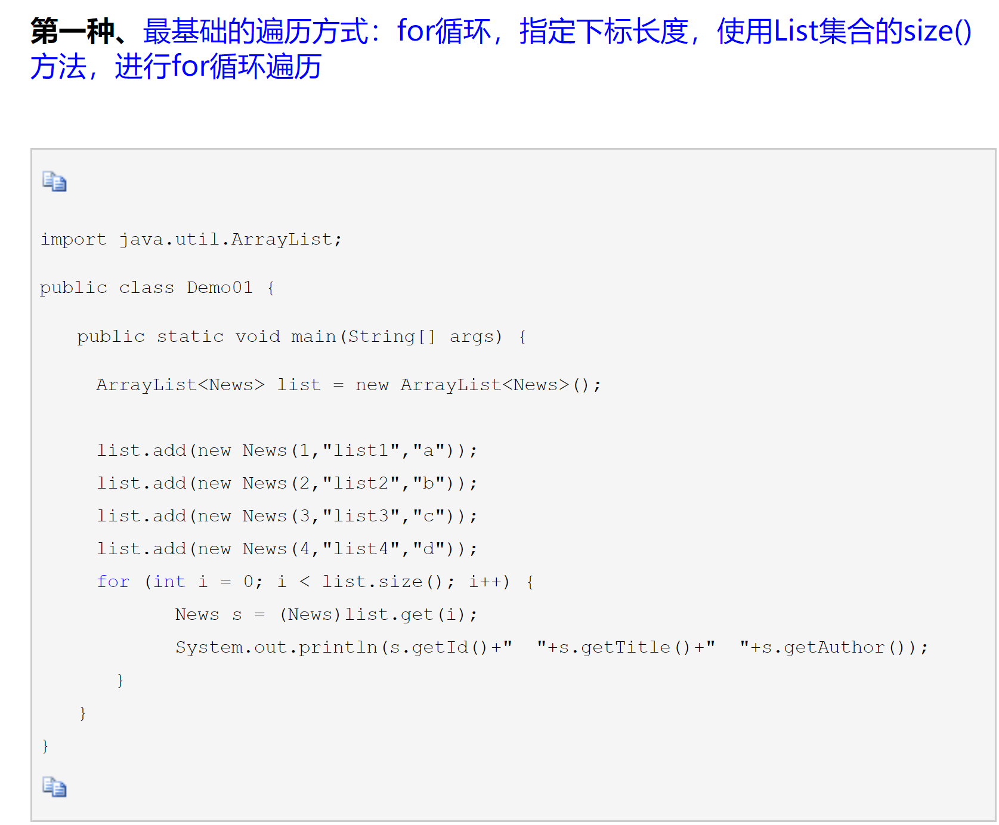 第一种、最基础的遍历方式：for循环，指定下标长度，使用List集合的size()
方法，进行for循环遍历
import java.util.ArrayList;
public class Demo01 {
public static void main(String[] args) {
ArrayList<News> list = new ArrayList<News>();
list.add(new News(1,"list1","a"));
list.add(new News(2,"list2","b"));
list.add(new News(3,"list3","c"));
list.add(new News(4,"list4","d"));
for (int i = 0; i < list.size(); i++) {
News s = (News)list.get(i);
System.out.println(s.getId()+"  "+s.getTitle()+"  "+s.getAuthor());
}
}
}